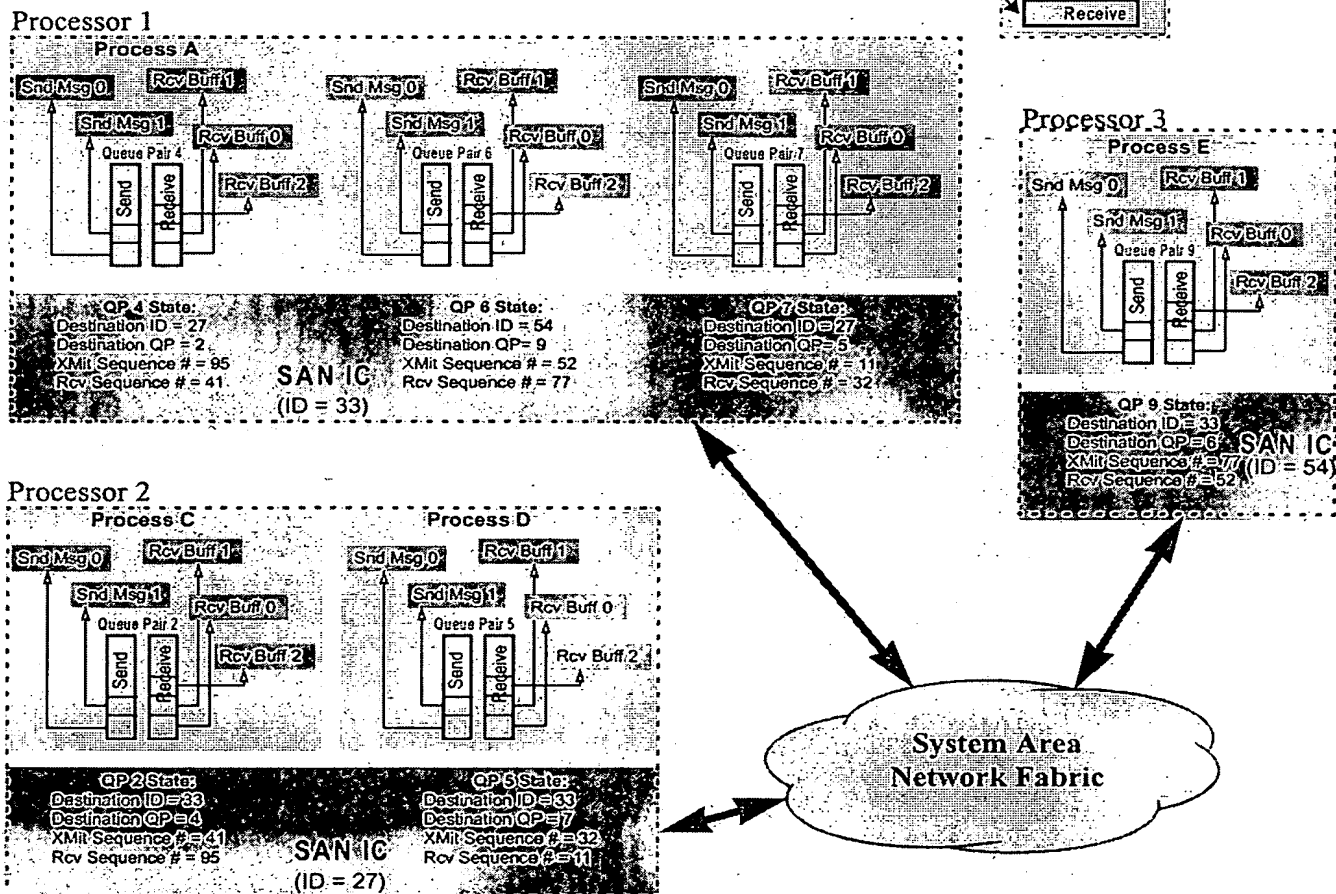 Receive
Processor 1
Process A
Snd Msg 0
Rcv Buff 1
Snd Msg 1
Rcv Buff 0
Queue Pair 4
Rcv Buff 2
Send
Receive
Snd Msg 0
Rcv Buff 1
Snd Msg 1
Rcv Buff 0
Queue Pair 6
Rcv Buff 2
Send
Receive
Snd Msg 0
Rcv Buff 1
Snd Msg 1
Rcv Buff 0
Queue Pair 7
Rcv Buff 2
Send
Receive
QP 4 State:
Destination ID = 27
Destination QP = 2
XMit Sequence # = 95
Rcv Sequence # = 41
SAN IC
(ID = 33)
QP 6 State:
Destination ID = 54
Destination QP= 9
XMit Sequence # = 52
Rcv Sequence # = 77
QP 7 State:
Destination ID = 27
Destination QP = 5
XMit Sequence # = 11
Rcv Sequence # = 32
Processor 3
Process E
Snd Msg 0
Rcv Buff 1
Snd Msg 1
Rcv Buff 0
Queue Pair 9
Rcv Buff 2
Send
Receive
QP 9 State:
Destination ID = 33
Destination QP = 6
XMit Sequence # = 77
Rcv Sequence # = 52
SAN IC
(ID = 54)
Processor 2
Process C
Snd Msg 0
Rcv Buff 1
Snd Msg 1
Rcv Buff 0
Queue Pair 2
Rcv Buff 2
Send
Receive
Process D
Snd Msg 0
Rcv Buff 1
Snd Msg 1
Rcv Buff 0
Queue Pair 5
Rcv Buff 2
Send
Receive
QP 2 State:
Destination ID = 33
Destination QP = 4
XMit Sequence # = 41
Rcv Sequence # = 95
SAN IC
(ID = 27)
QP 5 State:
Destination ID = 33
Destination QP = 7
XMit Sequence # = 32
Rcv Sequence # = 11
System Area
Network Fabric